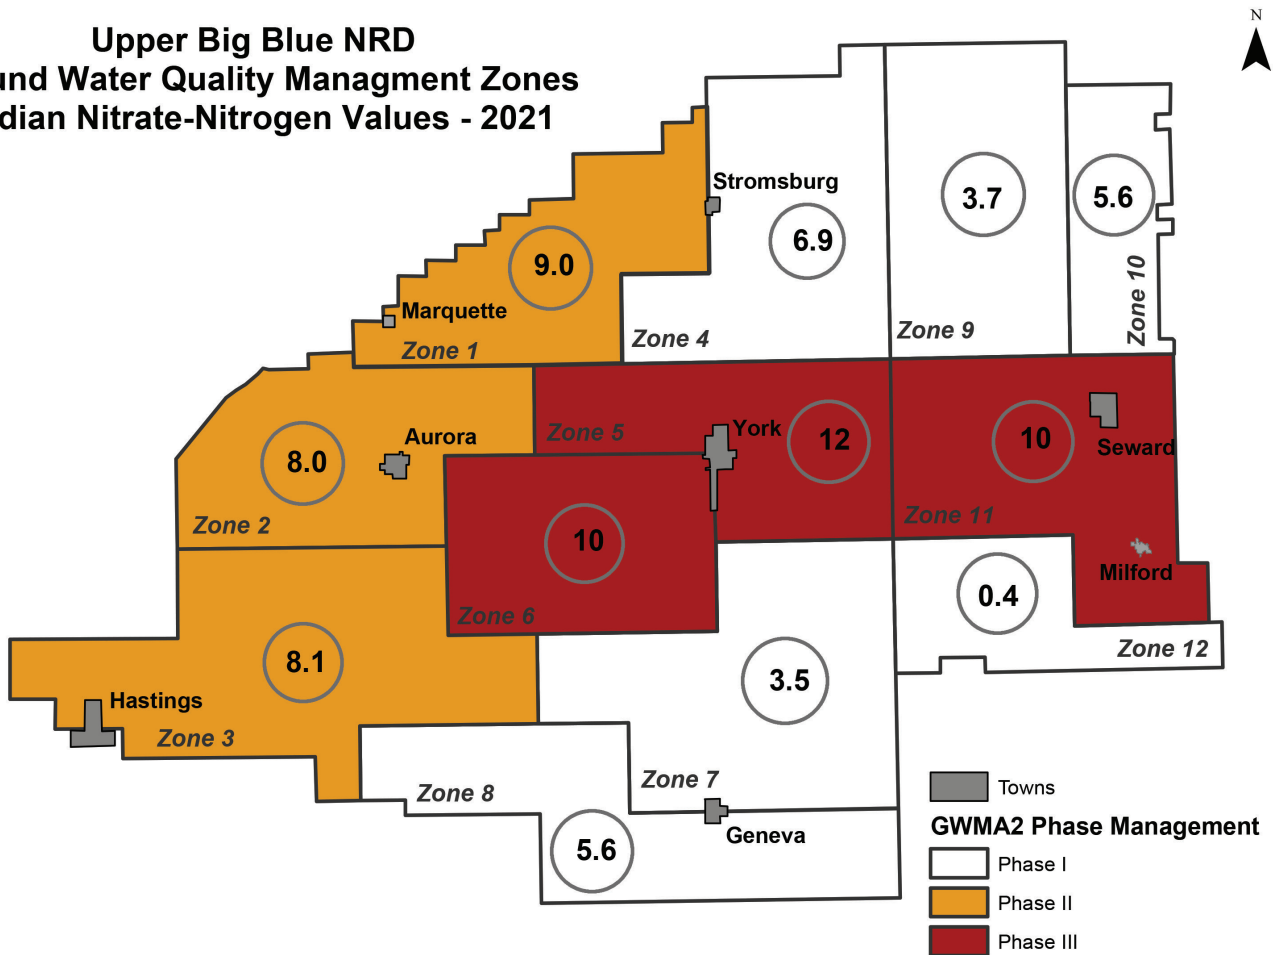 N
Upper Big Blue NRD
und Water Quality Managment Zones
dian Nitrate-Nitrogen Values - 2021
Stromsburg
3.7
5.6
6.9
9.0
Zone 10
Marquette
Zone 4
Zone 9
Zone 1
York
Zone 5
Aurora
12
10
Seward
8.0
Zone 2
Zone 11
10
Milford
0.4
Zone 6
Zone 12
8.1
3.5
Hastings
Zone 3
Zone 7
Zone 8
Geneva
5.6
Towns
GWMA2 Phase Management
Phase I
Phase II
Phase III